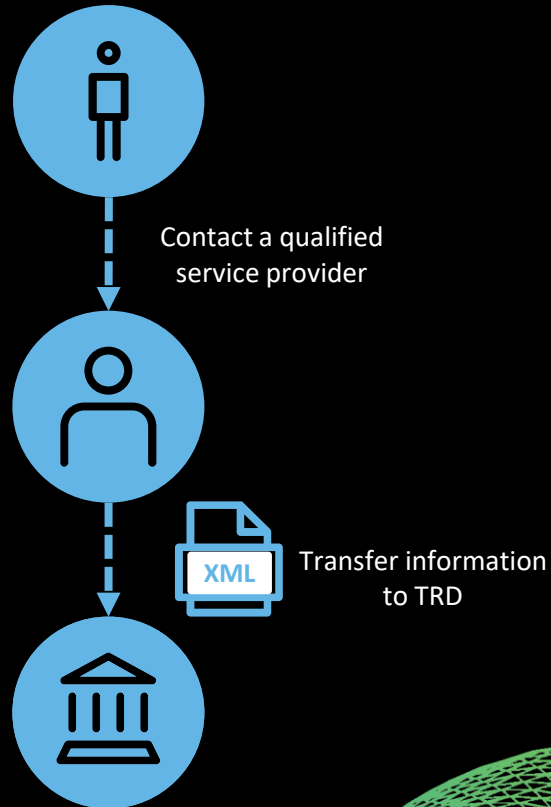 Contact a qualified
service provider
XML
Transfer information
to TRD